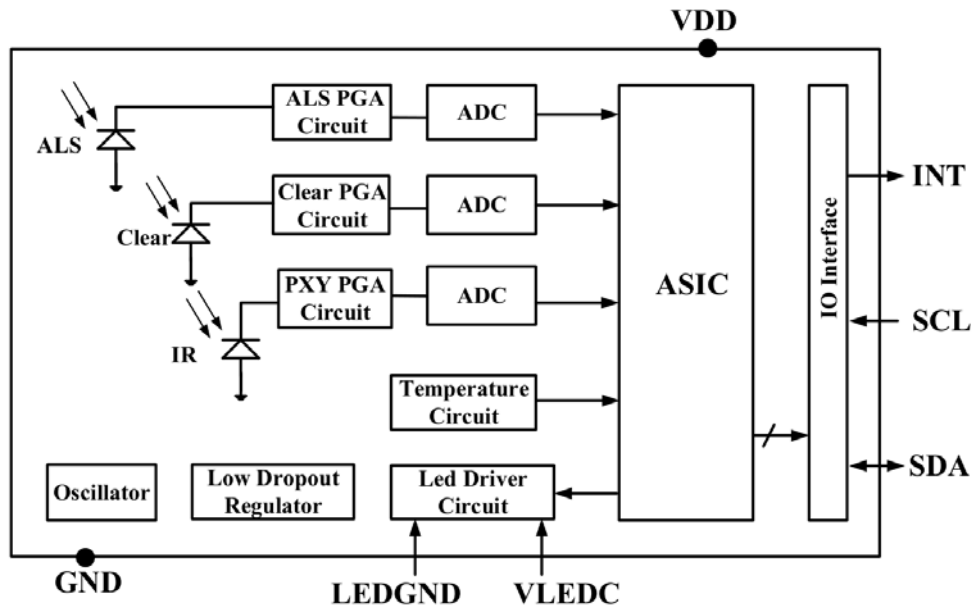 VDD
ALS PGA
Circuit
ADC
ALS
Clear PGA
Circuit
ADC
Clear
PXY PGA
Circuit
ADC
IR
Temperature
Circuit
ASIC
IO Interface
INT
SCL
SDA
Oscillator
Low Dropout
Regulator
Led Driver
Circuit
GND
LEDGND
VLEDC